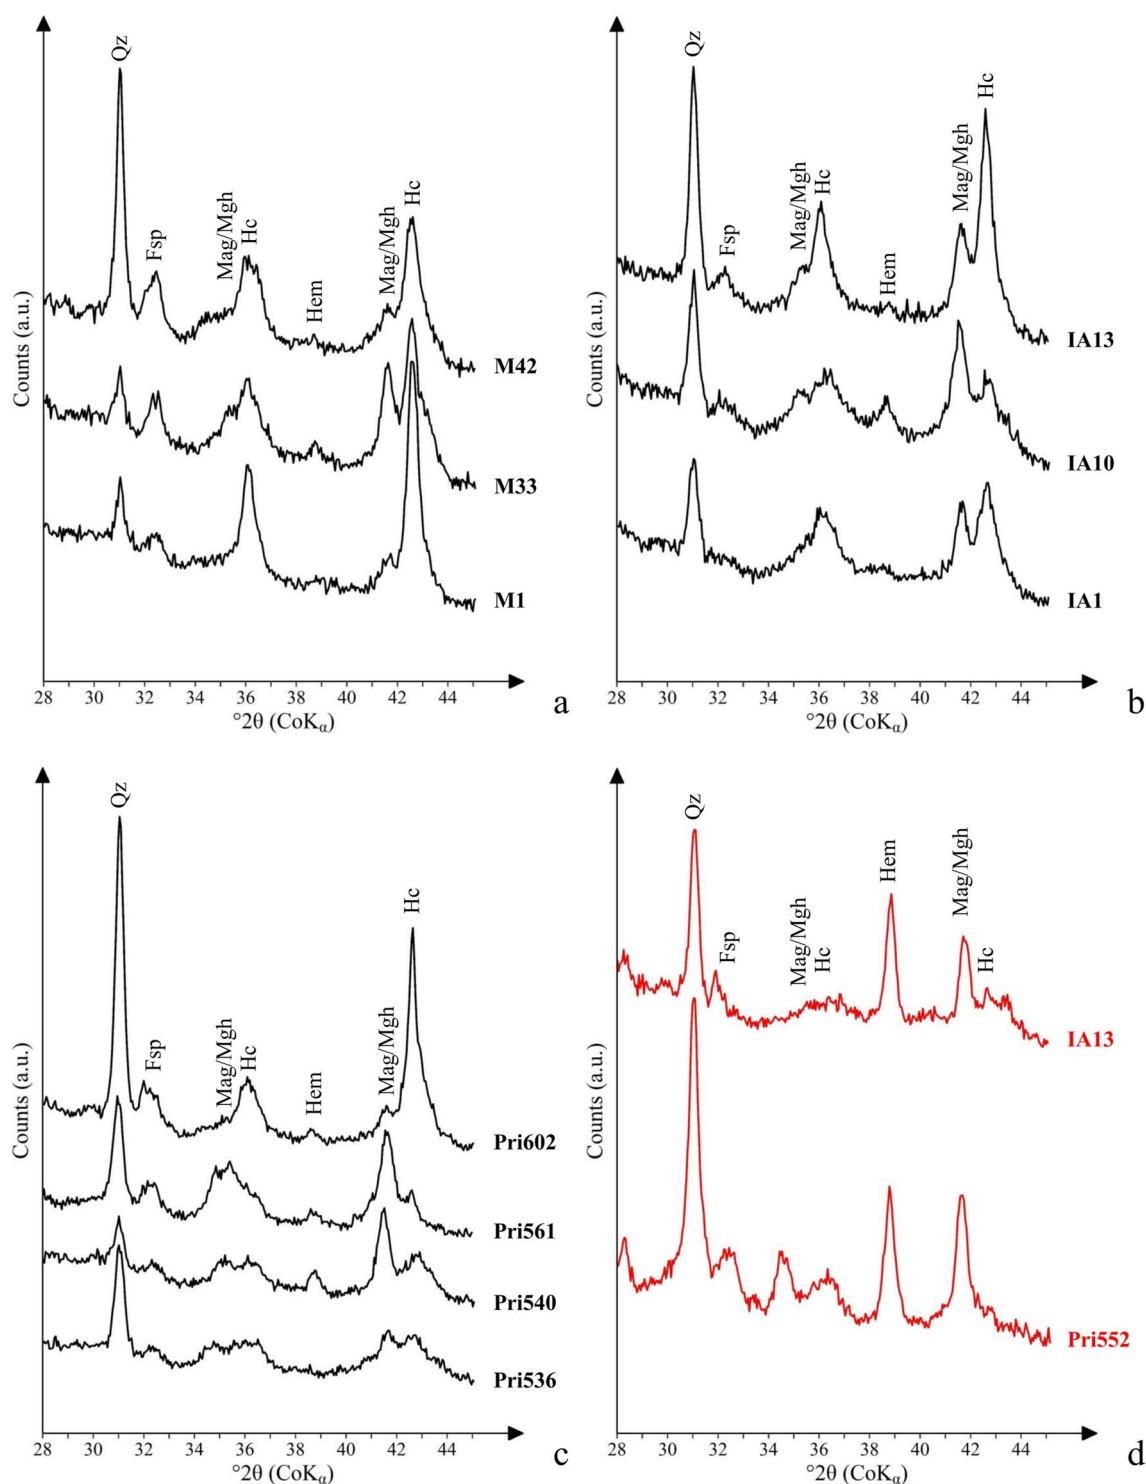 Qz
Fsp
Mag/Mgh
Hc
Hem
Mag/Mgh
Hc
Counts (a.u.)
M42
M33
M1
28 30 32 34 36 38 40 42 44
°2θ (CoKα)
a
Qz
Fsp
Mag/Mgh
Hc
Hem
Mag/Mgh
Hc
Counts (a.u.)
IA13
IA10
IA1
28 30 32 34 36 38 40 42 44
°2θ (CoKα)
b
Qz
Fsp
Mag/Mgh
Hc
Hem
Mag/Mgh
Hc
Counts (a.u.)
Pri602
Pri561
Pri540
Pri536
28 30 32 34 36 38 40 42 44
°2θ (CoKα)
c
Qz
Fsp
Mag/Mgh
Hc
Hem
Mag/Mgh
Hc
Counts (a.u.)
IA13
Pri552
28 30 32 34 36 38 40 42 44
°2θ (CoKα)
d